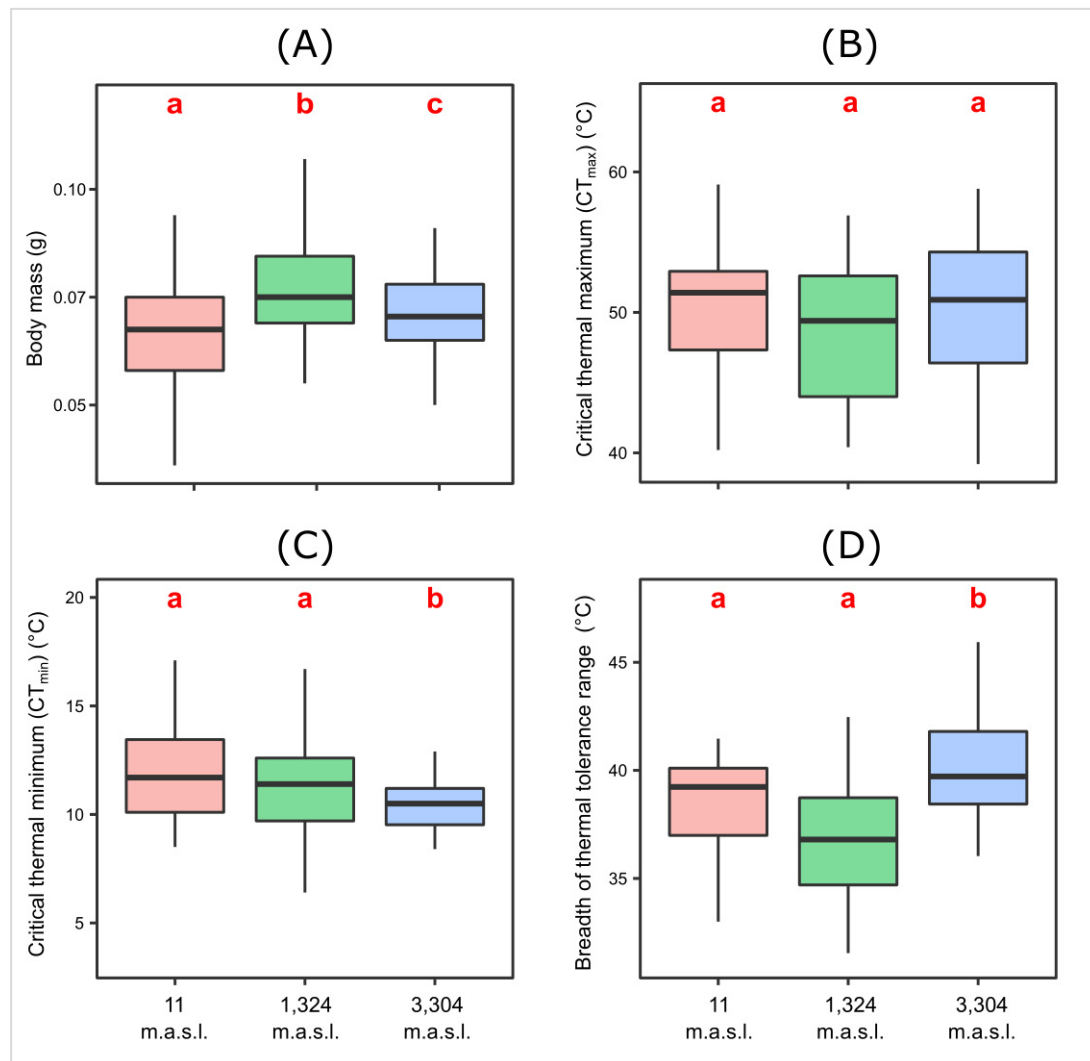 (A)
a b c
0.10
0.07
0.05
Body mass (g)
(B)
a a a
60
50
40
Critical thermal maximum (CTmax) (°C)
(C)
a a b
20
15
10
5
Critical thermal minimum (CTmin) (°C)
11 1,324 3,304
m.a.s.l. m.a.s.l. m.a.s.l.
(D)
a a b
45
40
35
Breadth of thermal tolerance range (°C)
11 1,324 3,304
m.a.s.l. m.a.s.l. m.a.s.l.